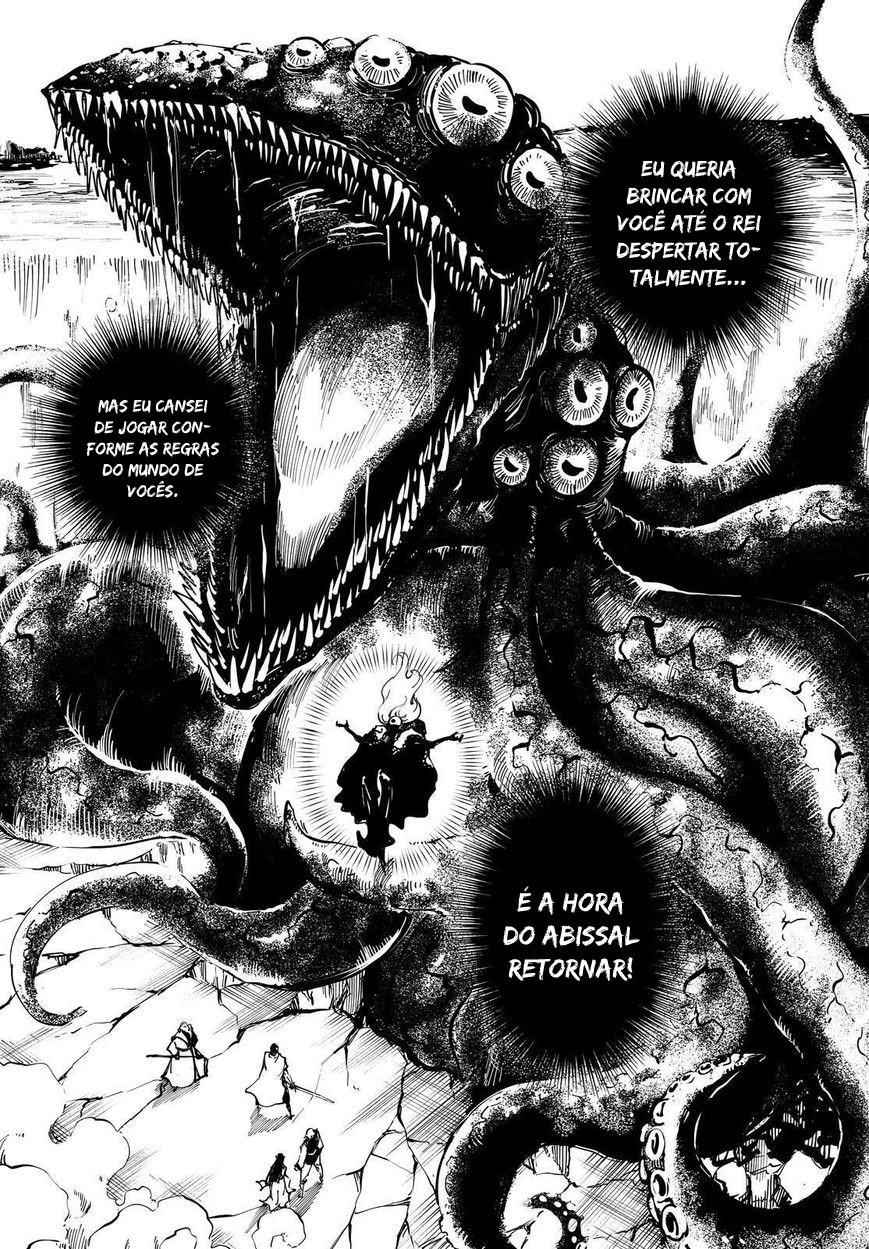 EU QUERIA
BRINCAR COM
VOCÊ ATÉ O REI
DESPERTAR TO-
TALMENTE...
MAS EU CANSEI
DE JOGAR CON-
FORME AS REGRAS
DO MUNDO DE
VOCÊS.
É A HORA
DO ABISSAL
RETORNAR!